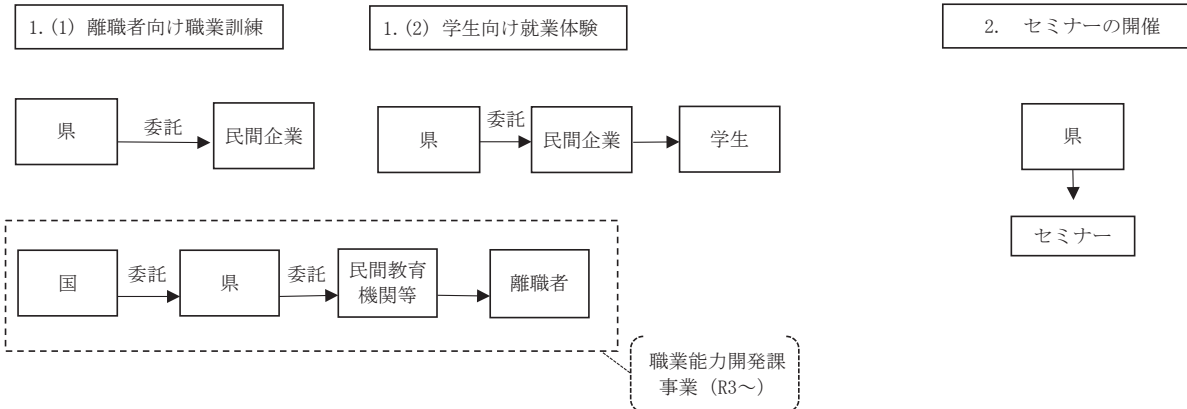 1.(1) 離職者向け職業訓練
1.(2) 学生向け就業体験
2. セミナーの開催
県
委託
民間企業
県
委託
民間企業
学生
県
セミナー
国
委託
県
委託
民間教育
機関等
離職者
職業能力開発課
事業（R3～）